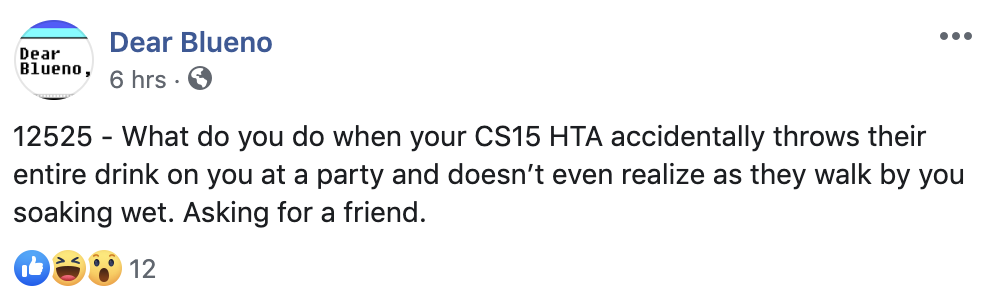 Dear
Blueno,
Dear Blueno
6 hrs ·
12525 - What do you do when your CS15 HTA accidentally throws their
entire drink on you at a party and doesn’t even realize as they walk by you
soaking wet. Asking for a friend.
12